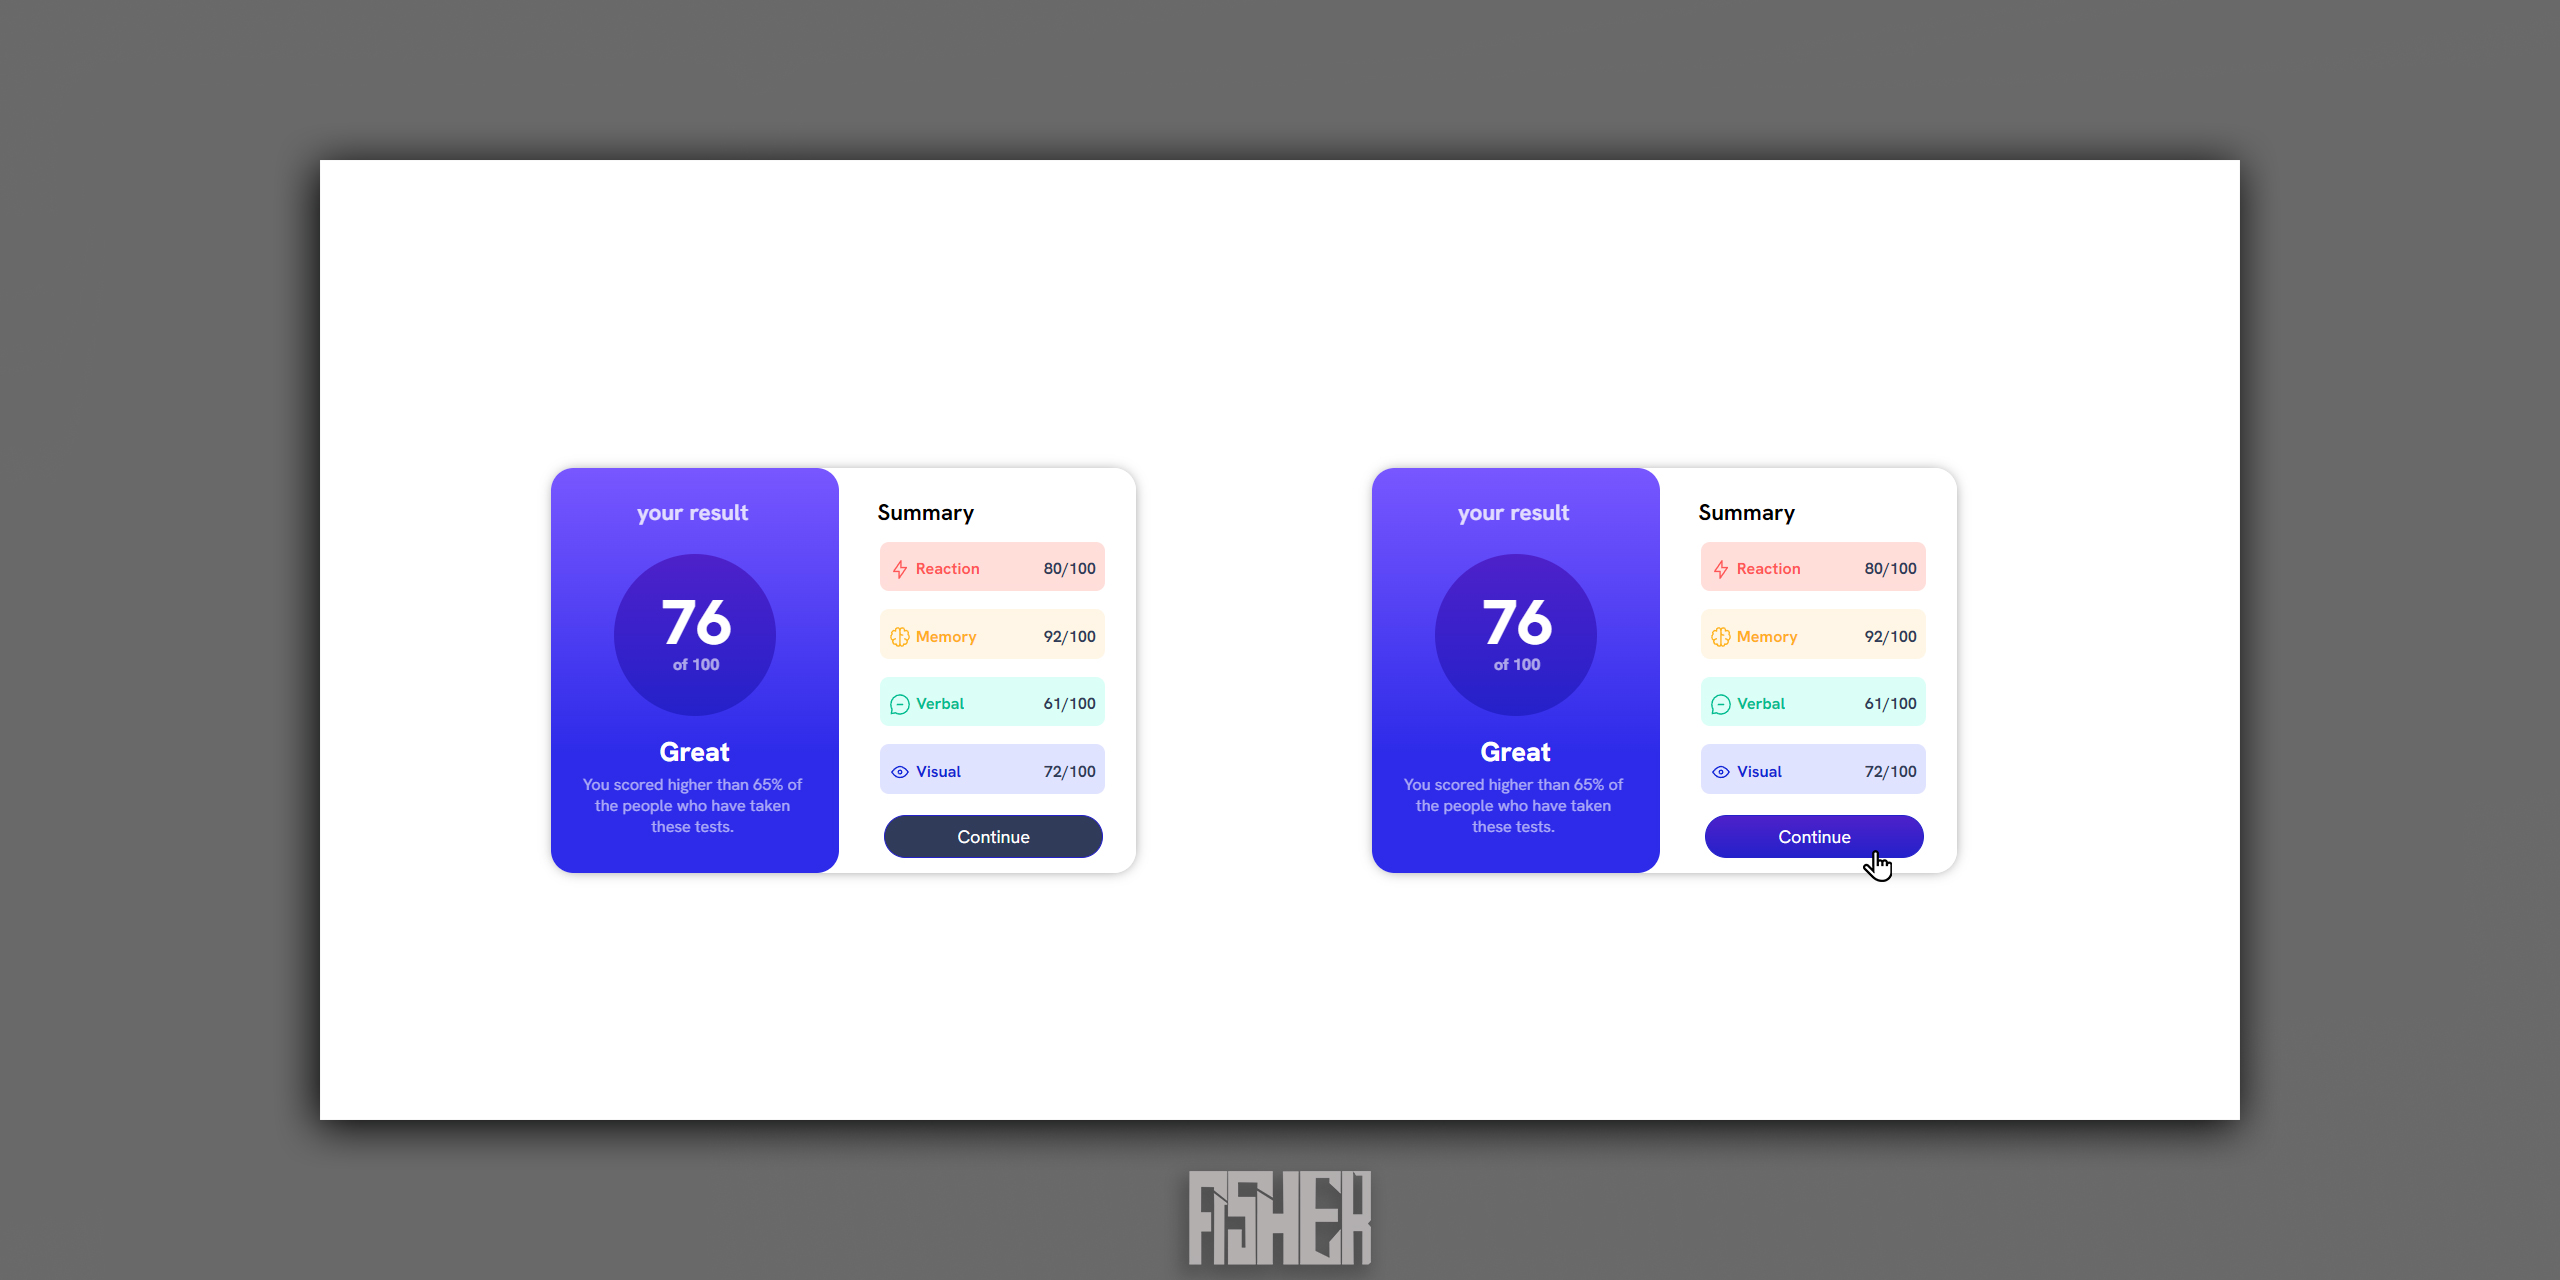 your result
76
of 100
Great
You scored higher than 65% of
the people who have taken
these tests.
Summary
Reaction 80/100
Memory 92/100
Verbal 61/100
Visual 72/100
Continue
your result
76
of 100
Great
You scored higher than 65% of
the people who have taken
these tests.
Summary
Reaction 80/100
Memory 92/100
Verbal 61/100
Visual 72/100
Continue
FISHER